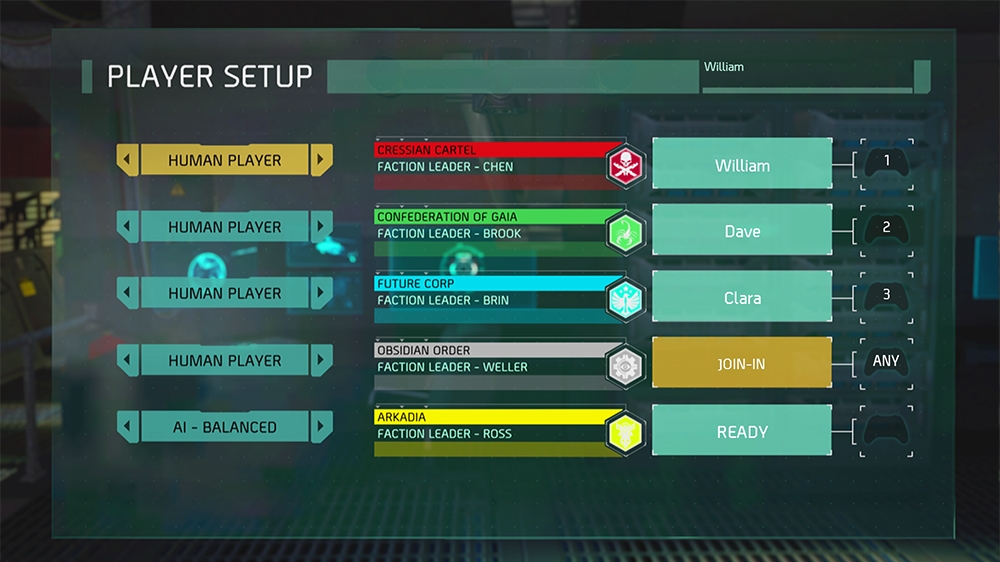 PLAYER SETUP
William
HUMAN PLAYER
CRESSIAN CARTEL
FACTION LEADER - CHEN
William
1
HUMAN PLAYER
CONFEDERATION OF GAIA
FACTION LEADER - BROOK
Dave
2
HUMAN PLAYER
FUTURE CORP
FACTION LEADER - BRIN
Clara
3
HUMAN PLAYER
OBSIDIAN ORDER
FACTION LEADER - WELLER
JOIN-IN
ANY
AI - BALANCED
ARKADIA
FACTION LEADER - ROSS
READY